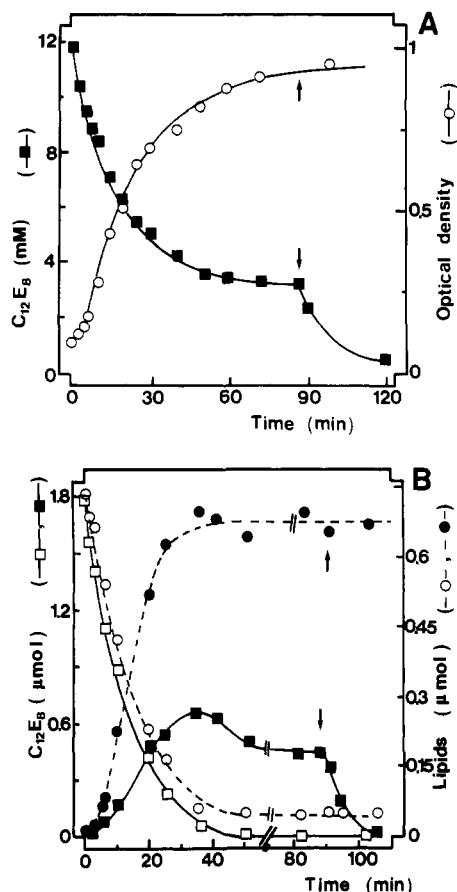 A
12
8
4
0
C12E8 (mM) (—■—)
1
0.5
0
Optical density (—○—)
0 30 60 90 120
Time (min)
B
1.8
1.2
0.6
0
C12E8 (µmol) —□—, —■—
0.6
0.45
0.3
0.15
0
Lipids (µmol) (-○-, -●-)
0 20 40 60 80 100
Time (min)